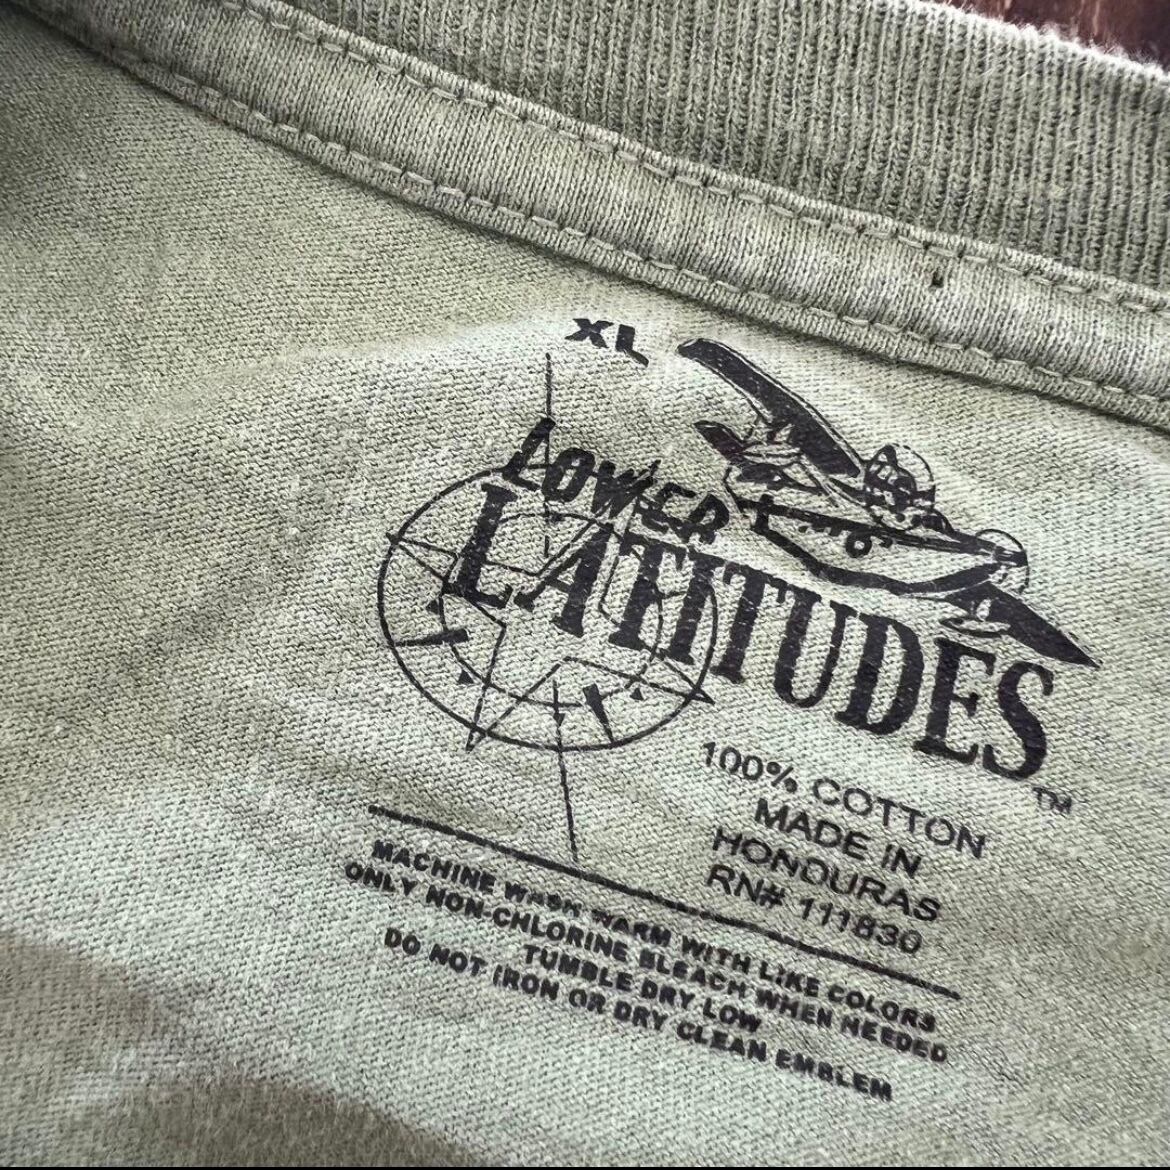 XL
LOWER
LATITUDES™
100% COTTON
MADE IN
HONDURAS
RN# 111830
MACHINE WASH WARM WITH LIKE COLORS
ONLY NON-CHLORINE BLEACH WHEN NEEDED
TUMBLE DRY LOW
DO NOT IRON OR DRY CLEAN EMBLEM